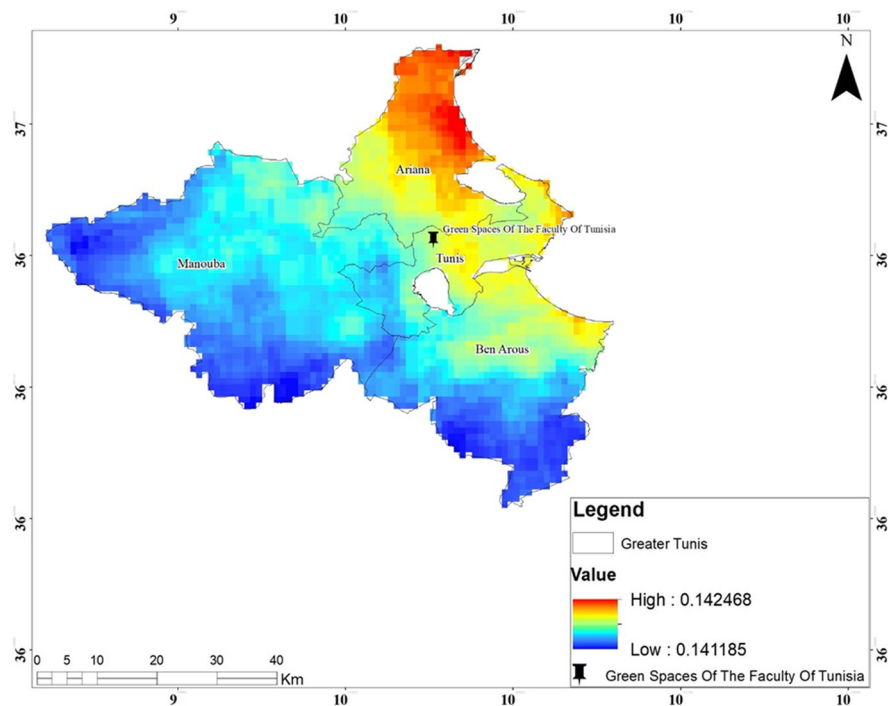 9 10 10 10 10
N
37
37
Ariana
Green Spaces Of The Faculty Of Tunisia
36
Manouba
Tunis
36
Ben Arous
36
36
36
36
Legend
Greater Tunis
Value
High : 0.142468
Low : 0.141185
Green Spaces Of The Faculty Of Tunisia
36
36
0 5 10 20 30 40
Km
9 10 10 10 10